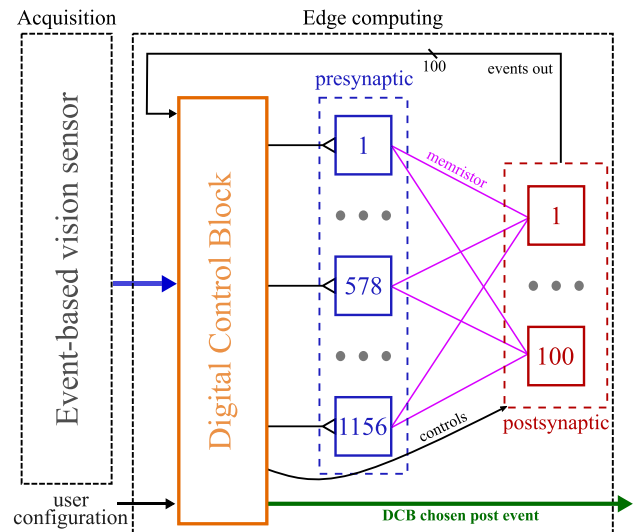 Acquisition
Edge computing
100
events out
presynaptic
Event-based vision sensor
Digital Control Block
1
memristor
1
578
100
1156
controls
postsynaptic
user
configuration
DCB chosen post event